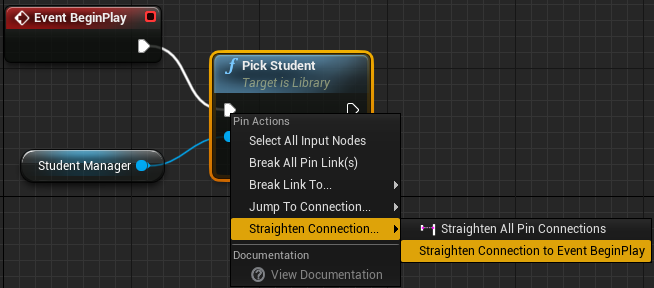 Event BeginPlay
f Pick Student
Target is Library
Student Manager
Pin Actions
Select All Input Nodes
Break All Pin Link(s)
Break Link To...
Jump To Connection...
Straighten Connection...
Straighten All Pin Connections
Straighten Connection to Event BeginPlay
Documentation
? View Documentation